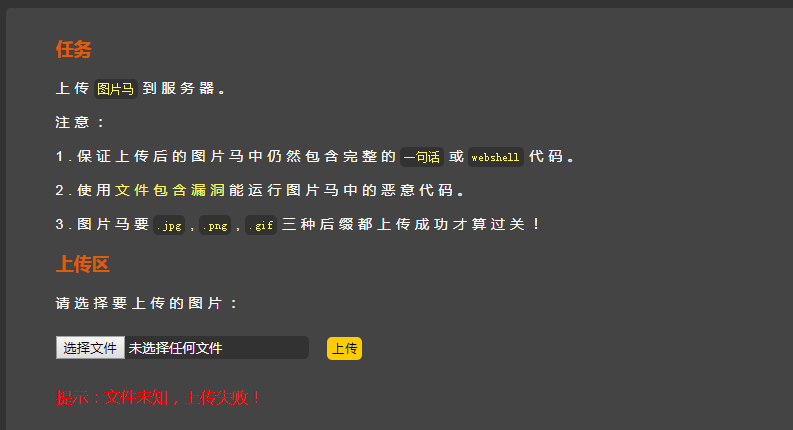 任务
上传 图片马 到服务器。
注意：
1.保证上传后的图片马中仍然包含完整的 一句话 或 webshell 代码。
2.使用文件包含漏洞能运行图片马中的恶意代码。
3.图片马要 .jpg , .png , .gif 三种后缀都上传成功才算过关！
上传区
请选择要上传的图片：
选择文件 未选择任何文件 上传
提示：文件未知，上传失败！